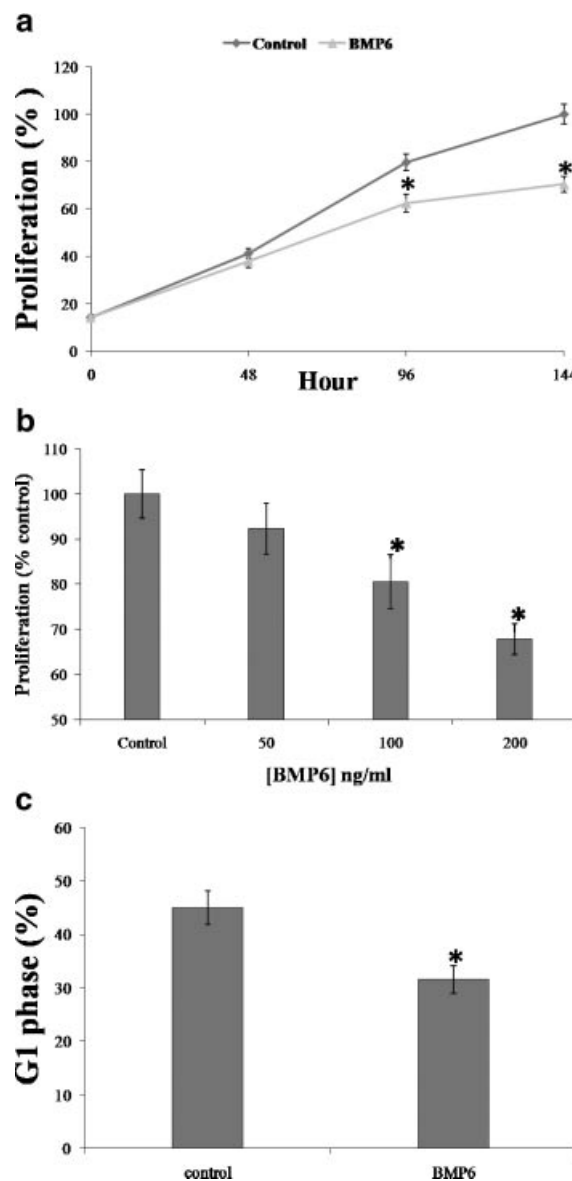 a
Control BMP6
Proliferation (% )
120
100
80
60
40
20
0
* *
0 48 96 144
Hour
b
Proliferation (% control)
110
100
90
80
70
60
50
* *
Control 50 100 200
[BMP6] ng/ml
c
G1 phase (%)
60
50
40
30
20
10
0
*
control BMP6